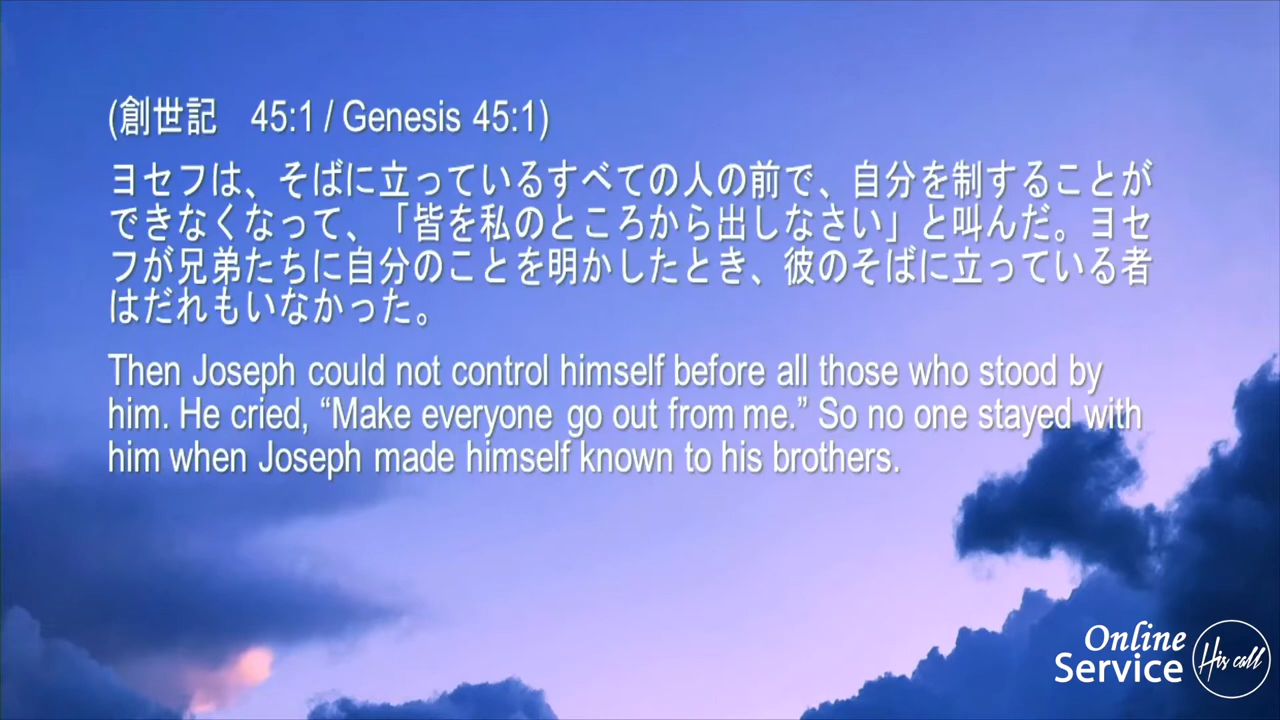 (創世記　45:1 / Genesis 45:1)
ヨセフは、そばに立っているすべての人の前で、自分を制することが
できなくなって、「皆を私のところから出しなさい」と叫んだ。ヨセ
フが兄弟たちに自分のことを明かしたとき、彼のそばに立っている者
はだれもいなかった。
Then Joseph could not control himself before all those who stood by
him. He cried, “Make everyone go out from me.” So no one stayed with
him when Joseph made himself known to his brothers.
Online
Service
His call